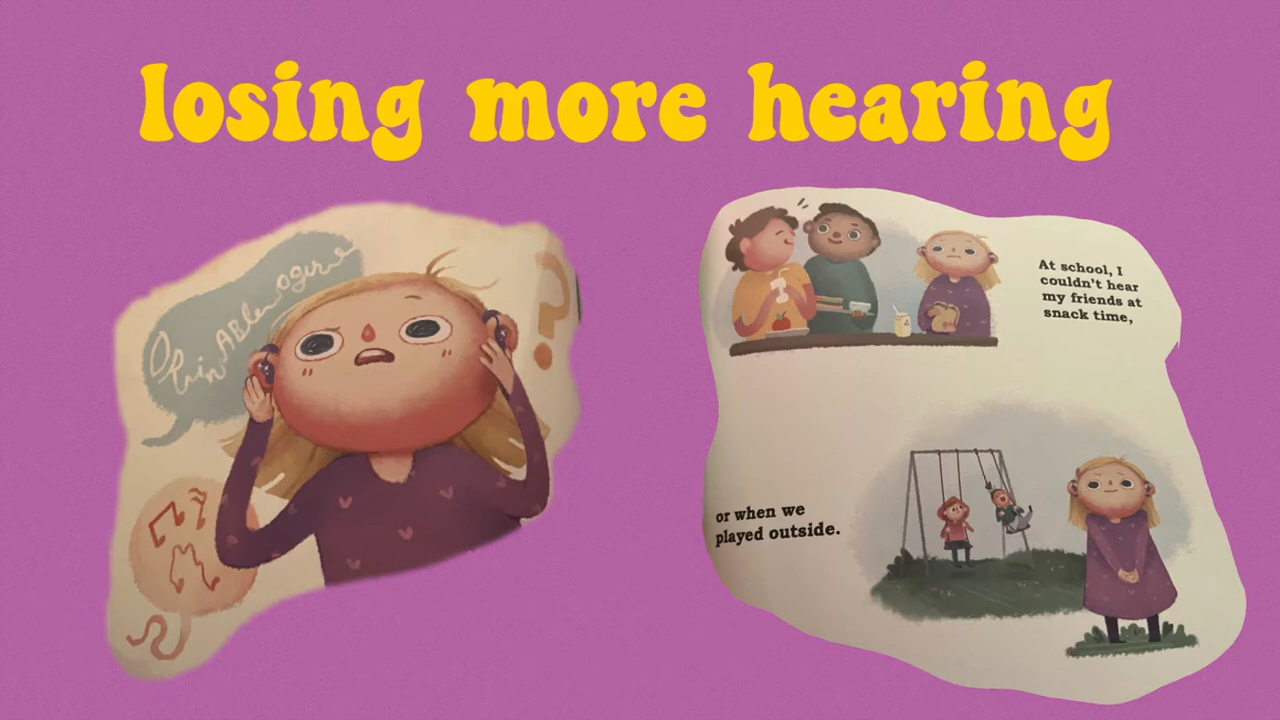 losing more hearing
At school, I
couldn't hear
my friends at
snack time,
or when we
played outside.
?